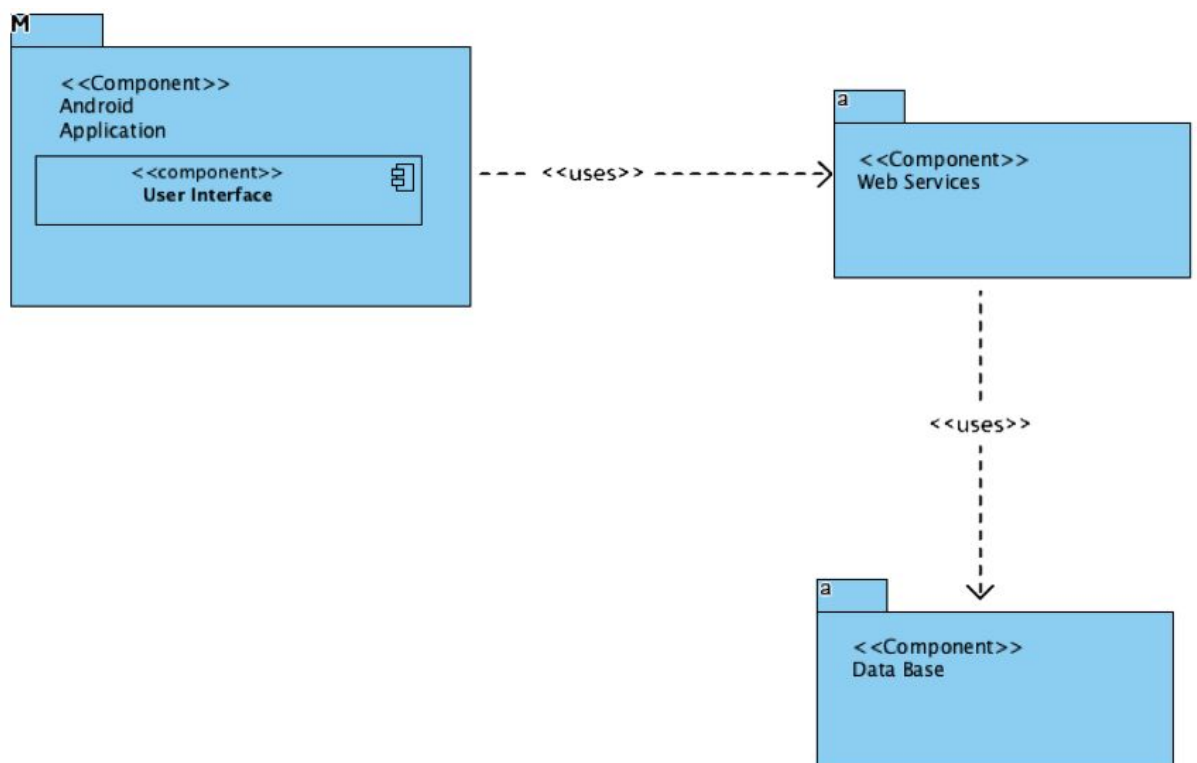 M
<<Component>>
Android
Application
<<component>>
User Interface
<<uses>>
a
<<Component>>
Web Services
<<uses>>
a
<<Component>>
Data Base